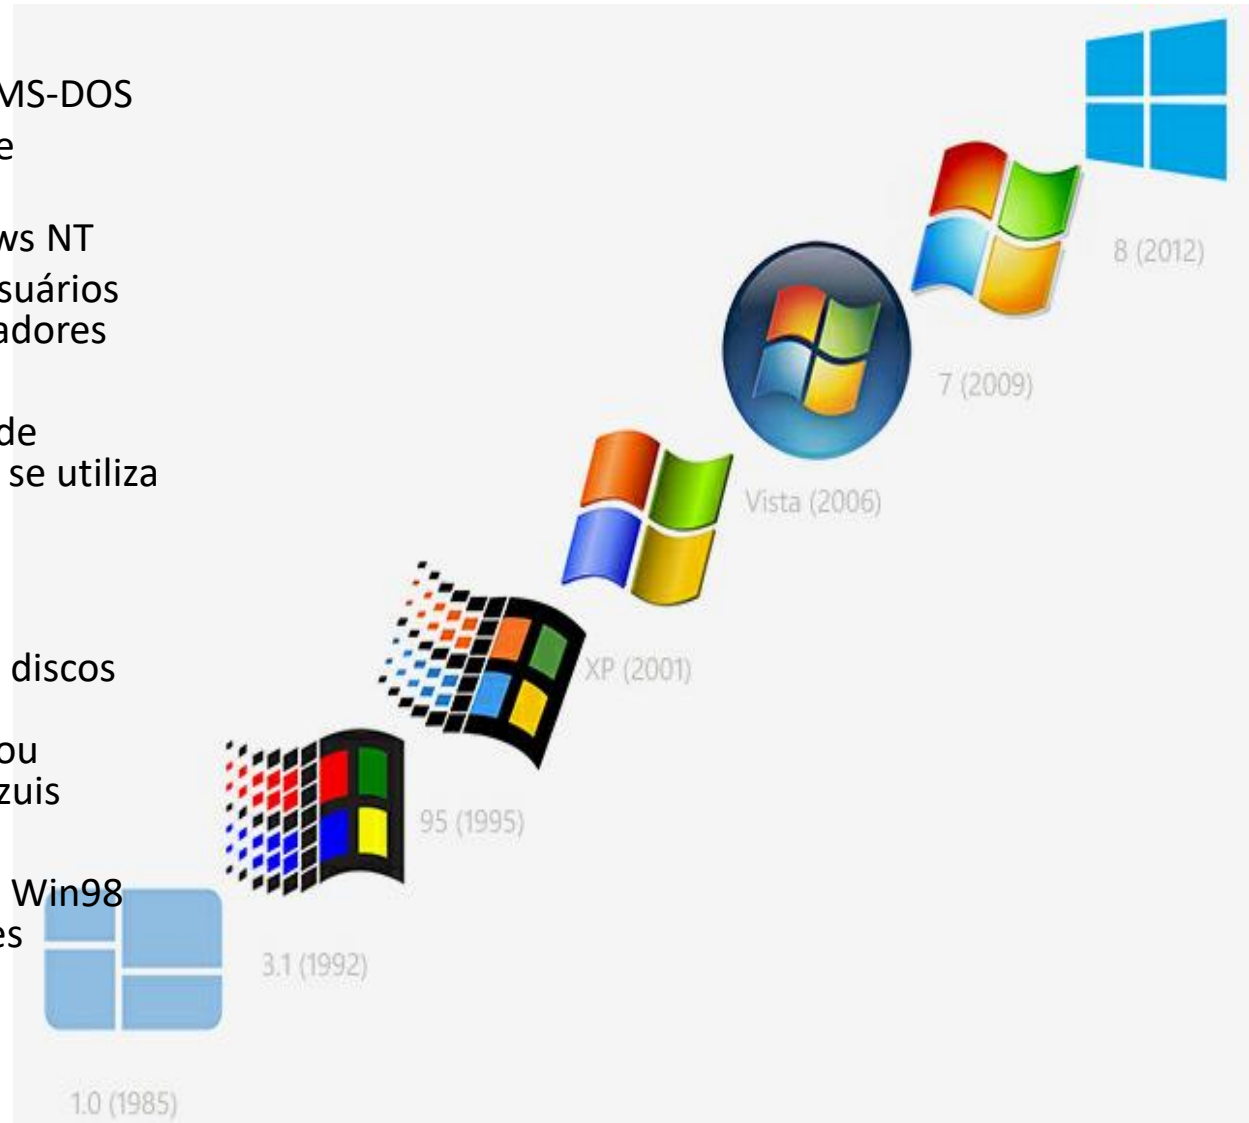 MS-DOS
e
ws NT
suários
adores
de
se utiliza
discos
ou
zuis
Win98
es
8 (2012)
7 (2009)
Vista (2006)
XP (2001)
95 (1995)
3.1 (1992)
1.0 (1985)